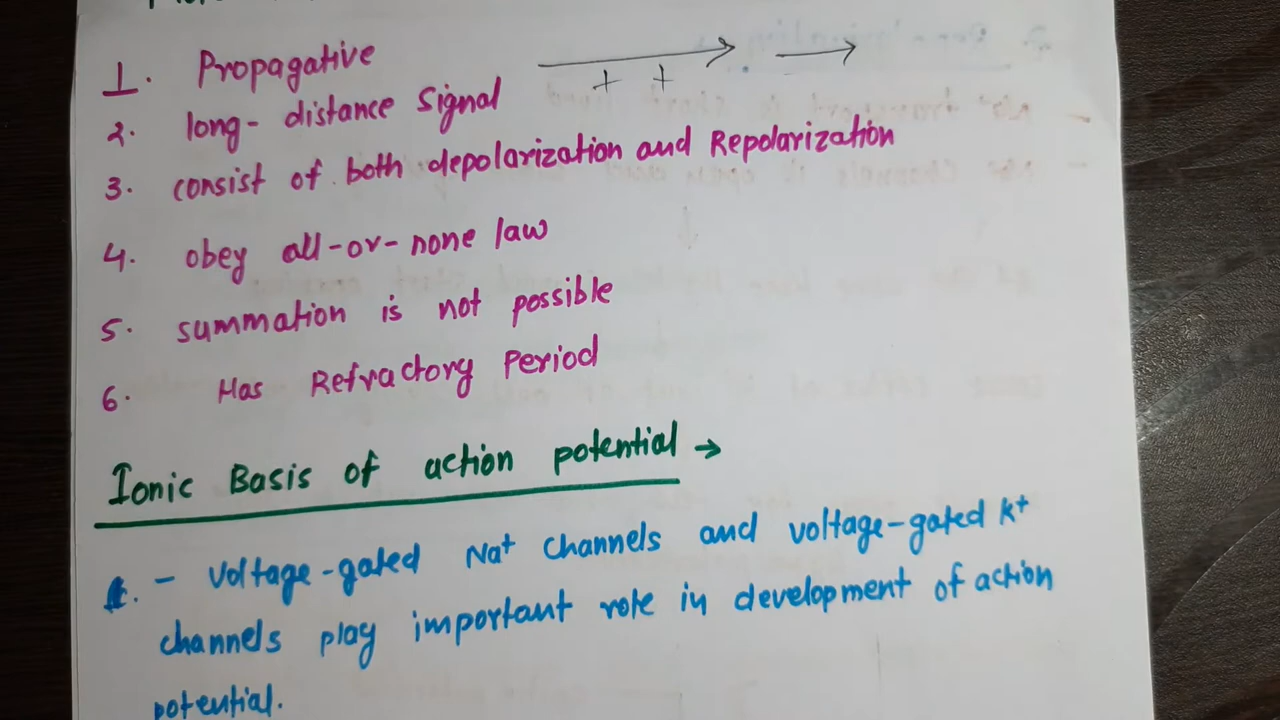 1. Propagative
+ +
2. long-distance signal
3. consist of both depolarization and Repolarization
4. obey all-or-none law
5. summation is not possible
6. Has Refractory Period
Ionic Basis of action potential →
- Voltage-gated Na+ channels and voltage-gated K+
channels play important role in development of action
potential.